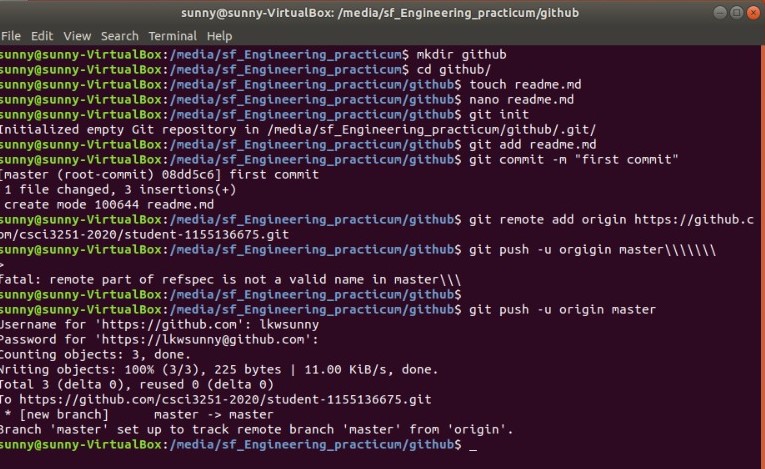 sunny@sunny-VirtualBox: /media/sf_Engineering_practicum/github
File Edit View Search Terminal Help
sunny@sunny-VirtualBox:/media/sf_Engineering_practicum$ mkdir github
sunny@sunny-VirtualBox:/media/sf_Engineering_practicum$ cd github/
sunny@sunny-VirtualBox:/media/sf_Engineering_practicum/github$ touch readme.md
sunny@sunny-VirtualBox:/media/sf_Engineering_practicum/github$ nano readme.md
sunny@sunny-VirtualBox:/media/sf_Engineering_practicum/github$ git init
Initialized empty Git repository in /media/sf_Engineering_practicum/github/.git/
sunny@sunny-VirtualBox:/media/sf_Engineering_practicum/github$ git add readme.md
sunny@sunny-VirtualBox:/media/sf_Engineering_practicum/github$ git commit -m "first commit"
[master (root-commit) 08dd5c6] first commit
1 file changed, 3 insertions(+)
create mode 100644 readme.md
sunny@sunny-VirtualBox:/media/sf_Engineering_practicum/github$ git remote add origin https://github.c
om/csci3251-2020/student-1155136675.git
sunny@sunny-VirtualBox:/media/sf_Engineering_practicum/github$ git push -u orgigin master\\\\\\\
>
fatal: remote part of refspec is not a valid name in master\\\
sunny@sunny-VirtualBox:/media/sf_Engineering_practicum/github$
sunny@sunny-VirtualBox:/media/sf_Engineering_practicum/github$ git push -u origin master
Username for 'https://github.com': lkwsunny
Password for 'https://lkwsunny@github.com':
Counting objects: 3, done.
Writing objects: 100% (3/3), 225 bytes | 11.00 KiB/s, done.
Total 3 (delta 0), reused 0 (delta 0)
To https://github.com/csci3251-2020/student-1155136675.git
* [new branch] master -> master
Branch 'master' set up to track remote branch 'master' from 'origin'.
sunny@sunny-VirtualBox:/media/sf_Engineering_practicum/github$ _